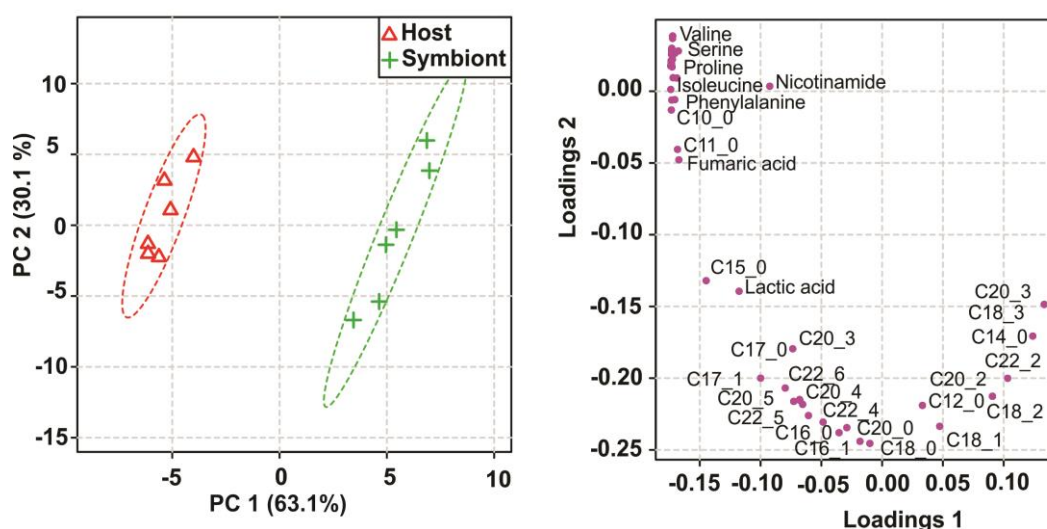 Host
Symbiont
PC 2 (30.1 %)
10
5
0
-5
-10
-15
-5
0
5
10
PC 1 (63.1%)
Loadings 2
0.00
-0.05
-0.10
-0.15
-0.20
-0.25
Valine
Serine
Proline
Isoleucine
Nicotinamide
Phenylalanine
C10_0
C11_0
Fumaric acid
C15_0
Lactic acid
C20_3
C18_3
C14_0
C17_0
C20_3
C22_2
C17_1
C22_6
C20_2
C20_5
C20_4
C12_0
C18_2
C22_5
C22_4
C16_0
C20_0
C16_1
C18_0
C18_1
-0.15
-0.10
-0.05
0.00
0.05
0.10
Loadings 1